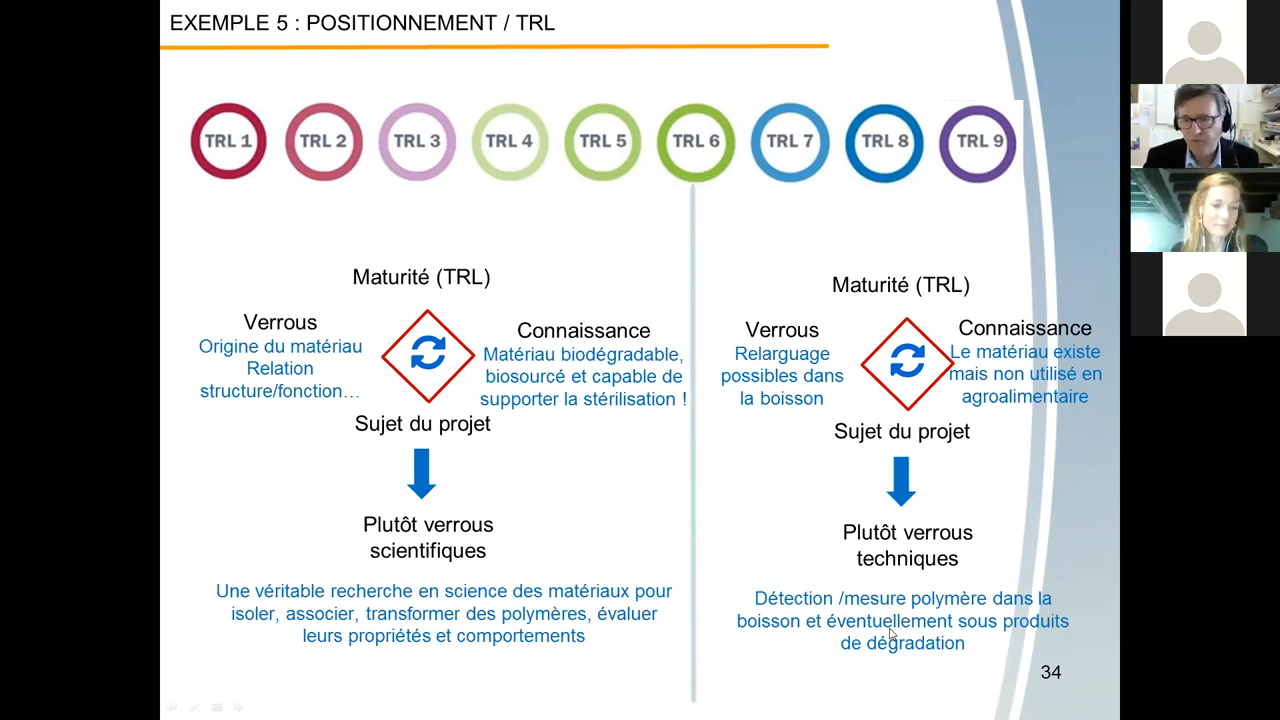 EXEMPLE 5 : POSITIONNEMENT / TRL
TRL 1
TRL 2
TRL 3
TRL 4
TRL 5
TRL 6
TRL 7
TRL 8
TRL 9
Maturité (TRL)
Verrous
Origine du matériau
Relation
structure/fonction…
Connaissance
Matériau biodégradable,
biosourcé et capable de
supporter la stérilisation !
Sujet du projet
Plutôt verrous
scientifiques
Une véritable recherche en science des matériaux pour
isoler, associer, transformer des polymères, évaluer
leurs propriétés et comportements
Maturité (TRL)
Verrous
Relarguage
possibles dans
la boisson
Connaissance
Le matériau existe
mais non utilisé en
agroalimentaire
Sujet du projet
Plutôt verrous
techniques
Détection /mesure polymère dans la
boisson et éventuellement sous produits
de dégradation
34